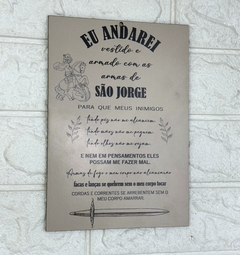 EU ANDAREI
vestido e
armado com as
armas de
SÃO JORGE
PARA QUE MEUS INIMIGOS
tendo pés não me alcancem
tendo mãos não me peguem
tendo olhos não me vejam
E NEM EM PENSAMENTOS ELES
POSSAM ME FAZER MAL.
Armas de fogo o meu corpo não alcançarão
facas e lanças se quebrem sem o meu corpo tocar
CORDAS E CORRENTES SE ARREBENTEM SEM O
MEU CORPO AMARRAR.